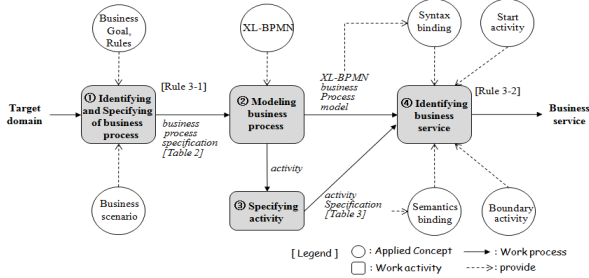 Business
Goal,
Rules
XL-BPMN
Syntax
binding
Start
activity
[Rule 3-1]
XL-BPMN
business
Process
model
[Rule 3-2]
Target
domain
① Identifying
and Specifying
of business
process
business
process
specification
[Table 2]
② Modeling
business
process
④ Identifying
business
service
Business
service
activity
③ Specifying
activity
activity
Specification
[Table 3]
Business
scenario
Semantics
binding
Boundary
activity
[ Legend ]
: Applied Concept
: Work process
: Work activity
: provide